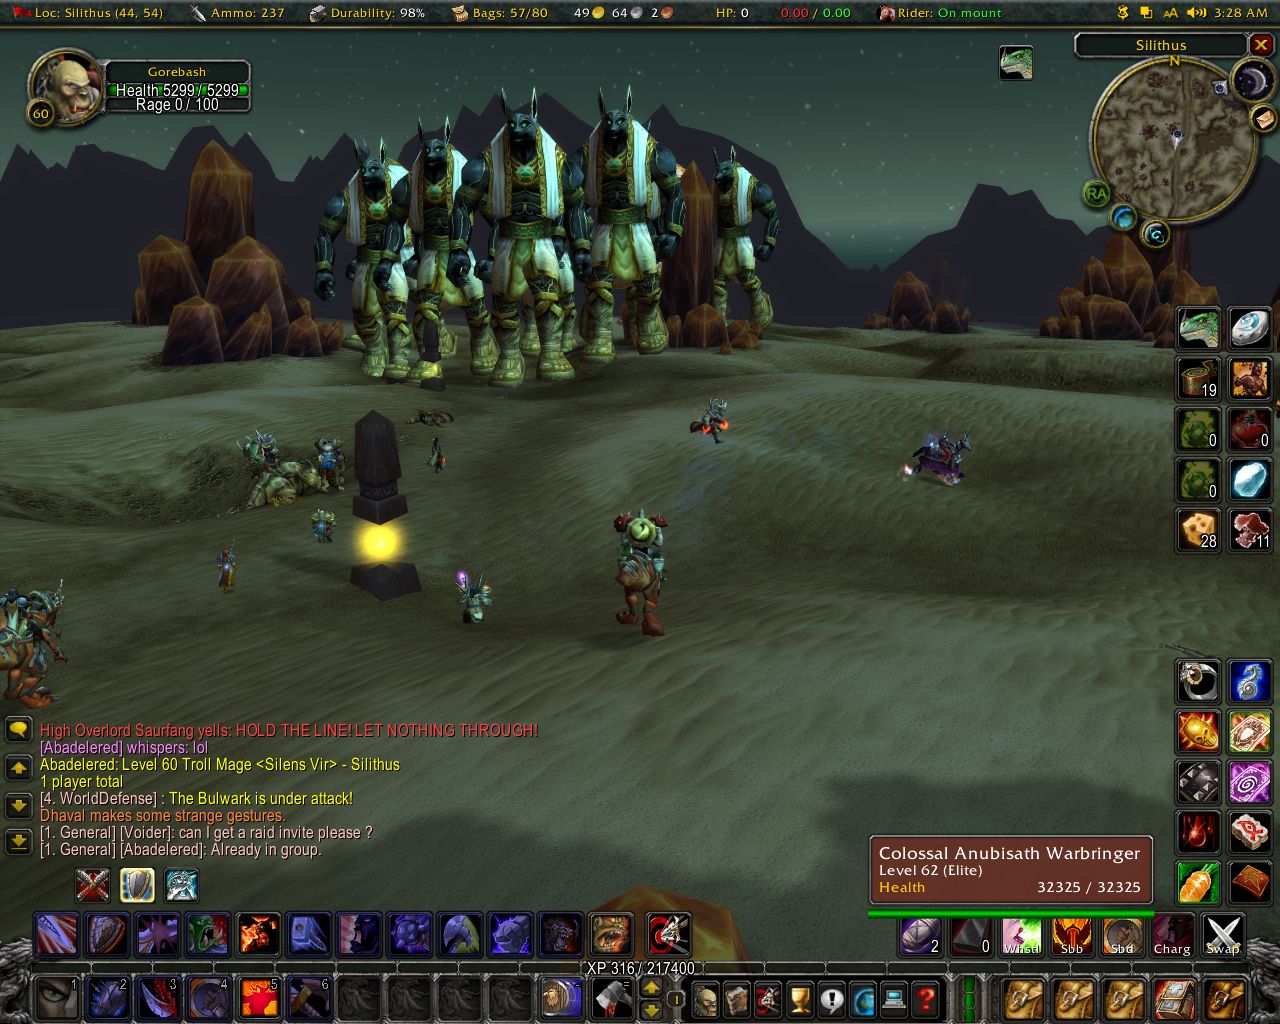 Loc: Silithus (44, 54) Ammo: 237 Durability: 98% Bags: 57/80 49 64 2 HP: 0 0.00 / 0.00 Rider: On mount AA 3:28 AM
Silithus
N
Gorebash
Health 5299 / 5299
Rage 0 / 100
60
RA
19
0 0
0
28 11
High Overlord Saurfang yells: HOLD THE LINE! LET NOTHING THROUGH!
[Abadelered] whispers: lol
Abadelered: Level 60 Troll Mage <Silens Vir> - Silithus
1 player total
[4. WorldDefense] : The Bulwark is under attack!
Dhaval makes some strange gestures.
[1. General] [Voider]: can I get a raid invite please ?
[1. General] [Abadelered]: Already in group.
Colossal Anubisath Warbringer
Level 62 (Elite)
Health 32325 / 32325
2 0 Whstl Sbb Sbd Charg Swap
XP 316 / 217400
1 2 3 4 5 6 - = 1 ?